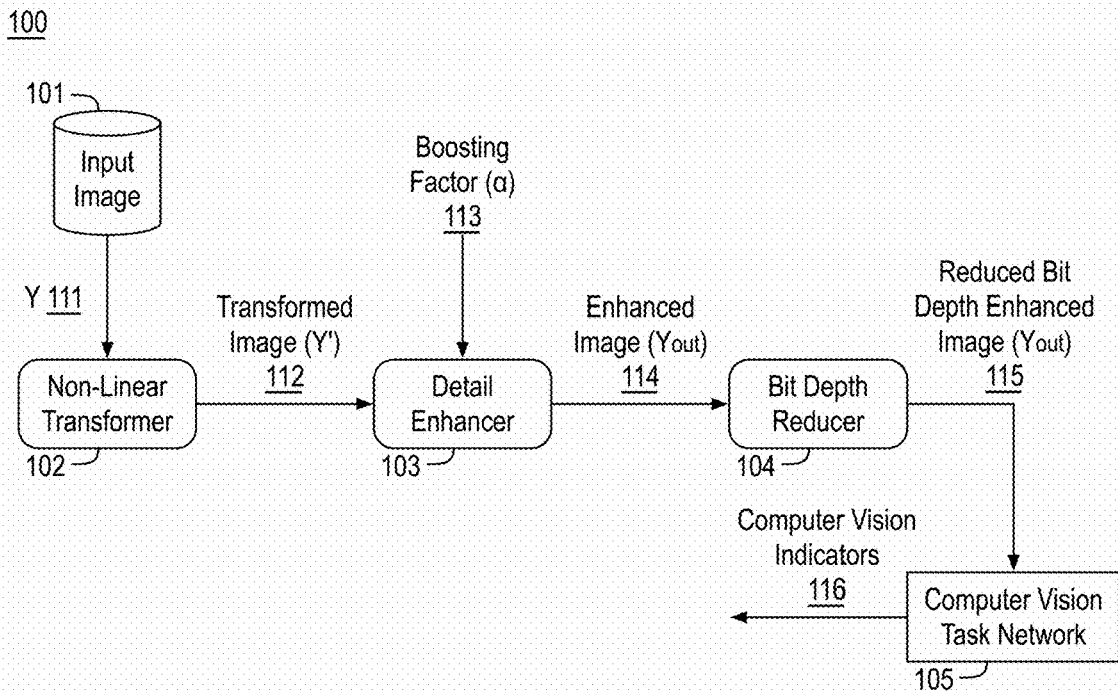 100
101
Input
Image
Y 111
Non-Linear
Transformer
102
Transformed
Image (Y')
112
Boosting
Factor (α)
113
Detail
Enhancer
103
Enhanced
Image (Yout)
114
Bit Depth
Reducer
104
Reduced Bit
Depth Enhanced
Image (Yout)
115
Computer Vision
Indicators
116
Computer Vision
Task Network
105